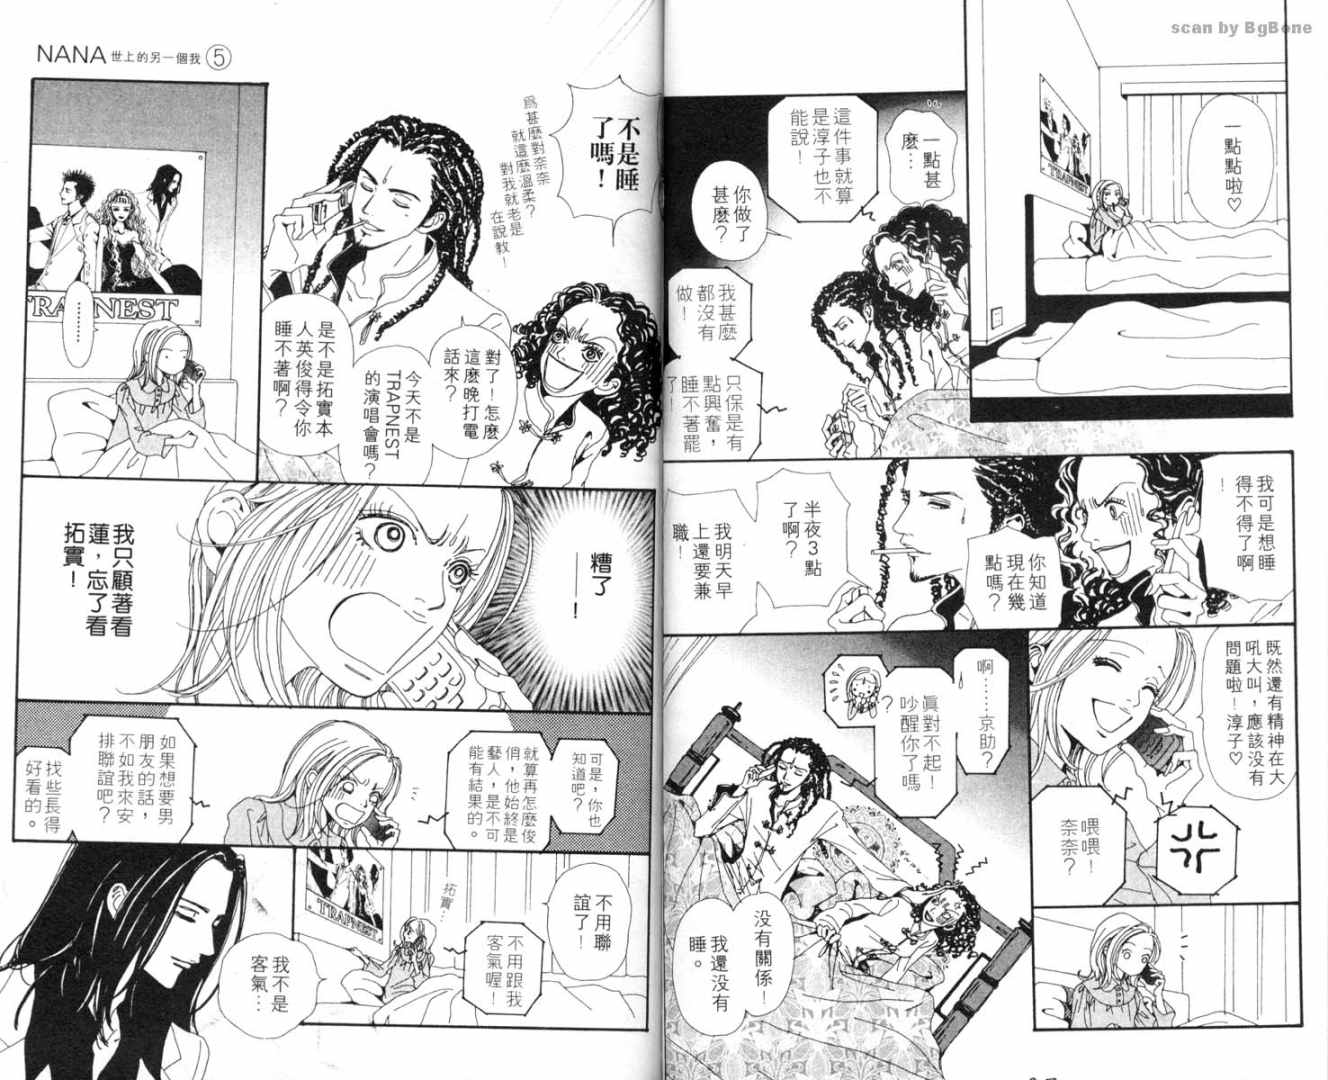 scan by BgBone
TRAPNEST
一點點啦♡
一點甚
麼…
這件事就算
是淳子也不
能說！
你做了
甚麼？
我甚麼
都沒有
做！
只保是有
點興奮，
睡不著罷
了！
我可是想睡
得不得了啊
！
你知道
現在幾
點嗎？
半夜3點
了啊？
我明天早
上還要兼
職！
既然還有精神在大
吼大叫，應該没有
問題啦！淳子♡
喂喂！
奈奈？
啊……京助？
真對不起！
吵醒你了嗎
？
没有關係！
我還没有
睡。
NANA 世上的另一個我 ⑤
不是睡
了嗎！
爲甚麼對奈奈
就這麼溫柔？
對我就老是
在說教！
對了！怎麼
這麼晚打電
話來？
今天不是
TRAPNEST
的演唱會嗎？
是不是拓實本
人英俊得令你
睡不著啊？
………
TRAPNEST
糟了
——！
我只顧著看
蓮，忘了看
拓實！
可是，你也
知道吧？
就算再怎麼俊
俏，他始終是
藝人，是不可
能有結果的。
如果想要男
朋友的話，
不如我來安
排聯誼吧？
找些長得
好看的。
不用聯
誼了！
不用跟我
客氣喔！
拓實…
TRAPNEST
我不是
客氣…